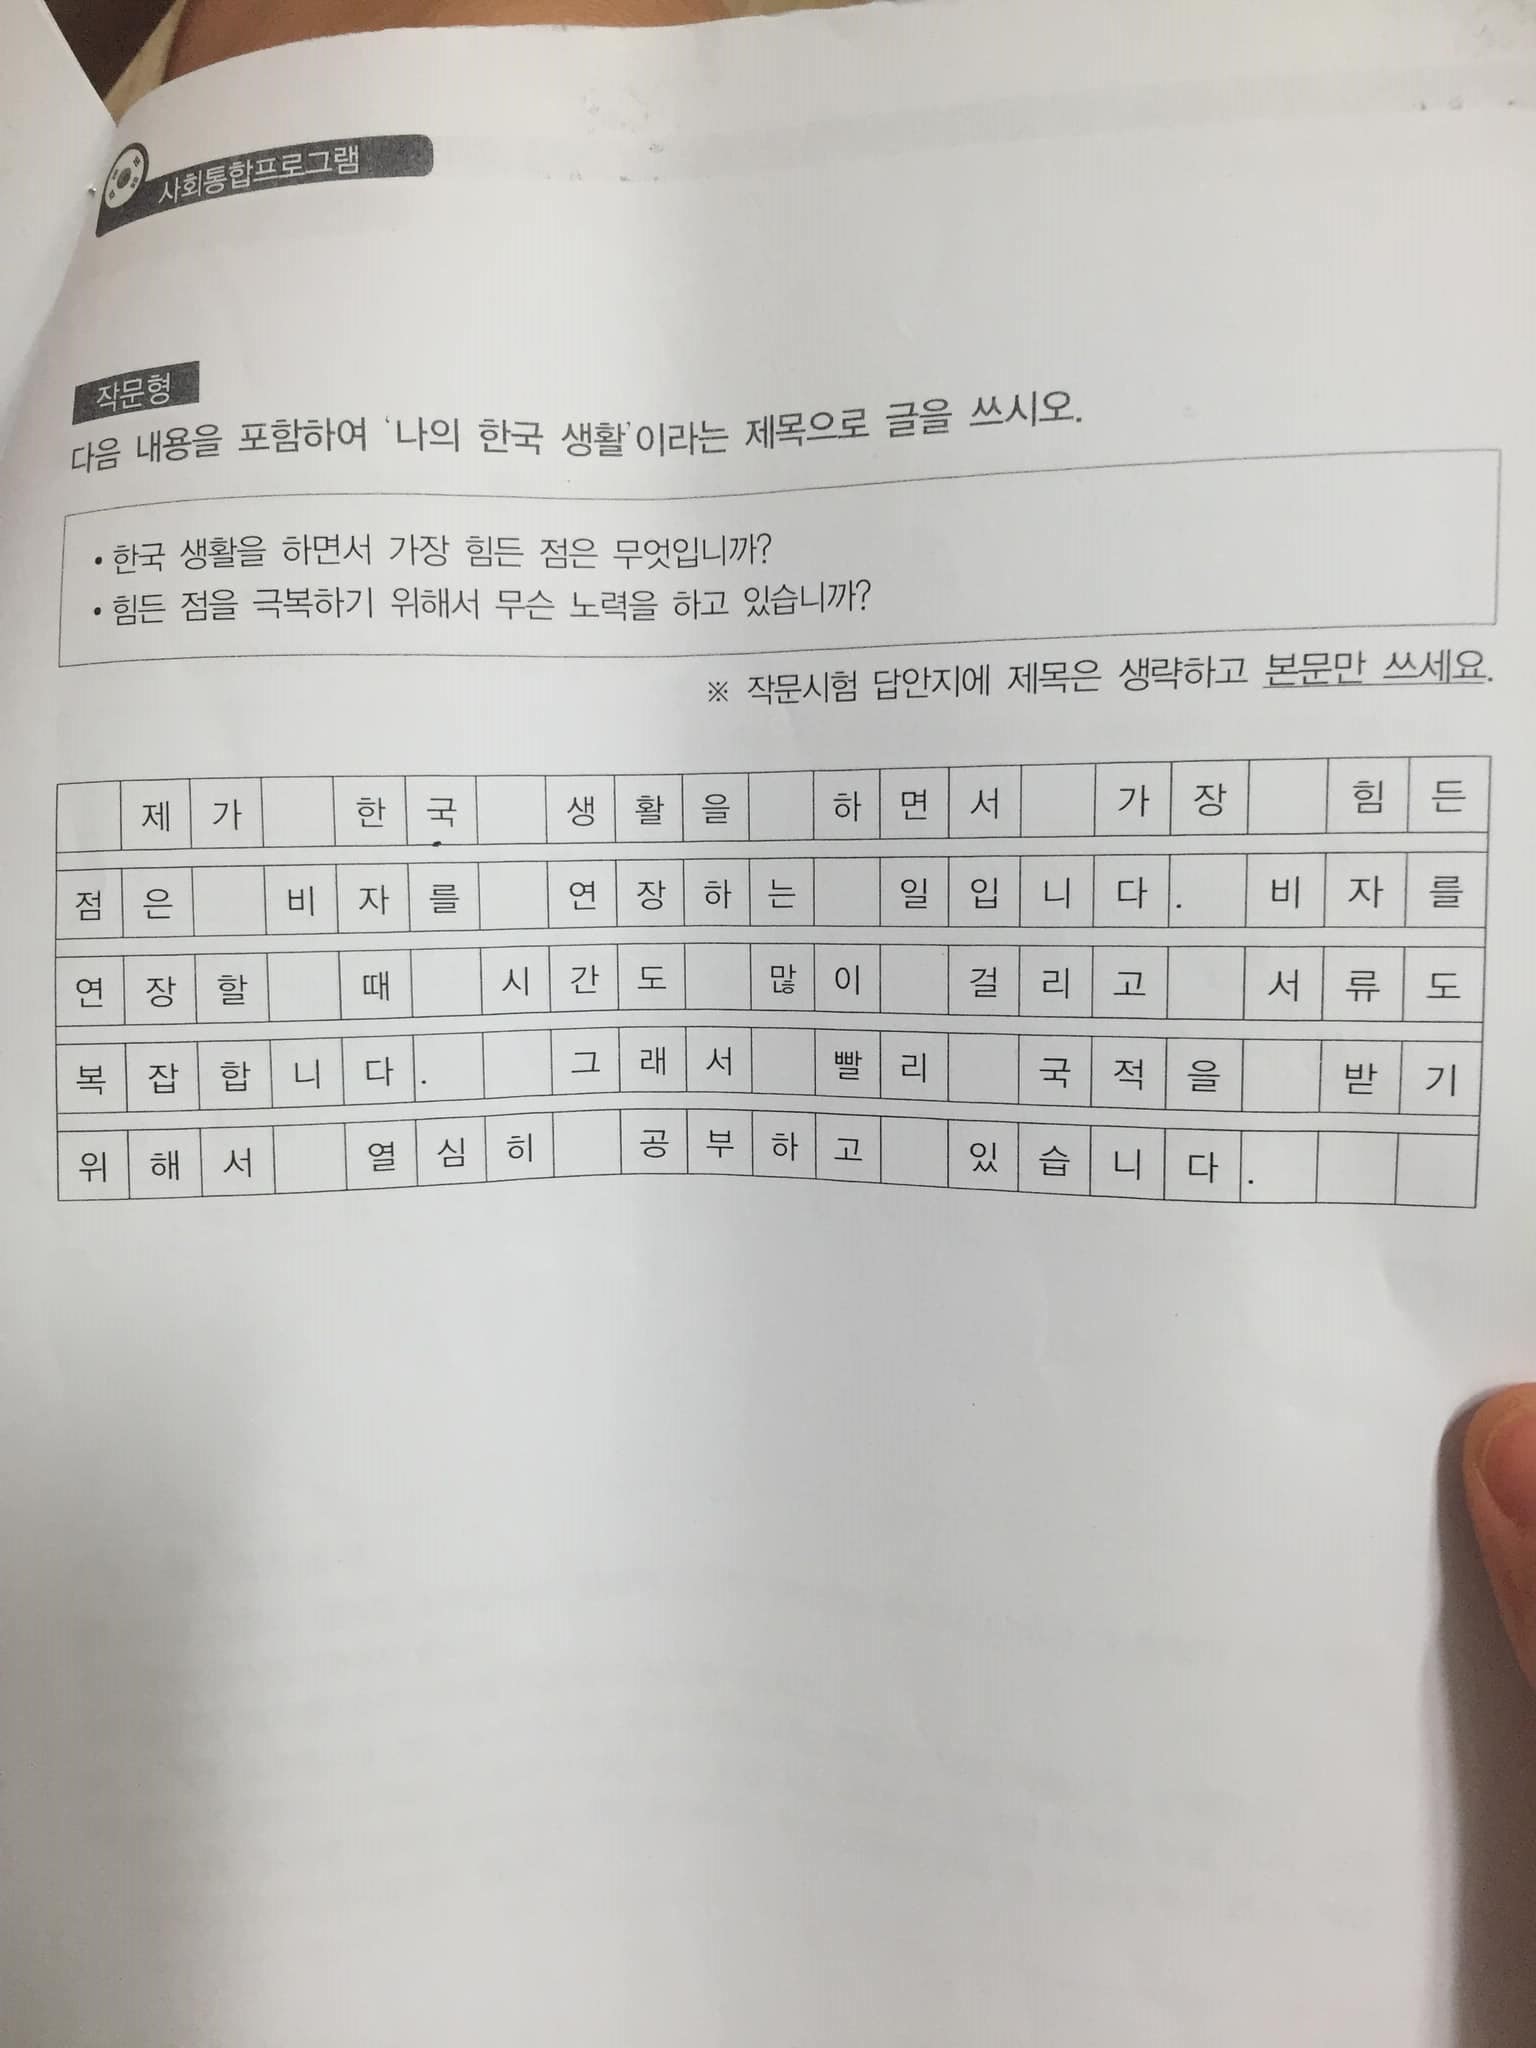 사회통합프로그램
작문형
다음 내용을 포함하여 '나의 한국 생활'이라는 제목으로 글을 쓰시오.
• 한국 생활을 하면서 가장 힘든 점은 무엇입니까?
• 힘든 점을 극복하기 위해서 무슨 노력을 하고 있습니까?
※ 작문시험 답안지에 제목은 생략하고 본문만 쓰세요.
제가 한국 생활을 하면서 가장 힘든
점은 비자를 연장하는 일입니다. 비자를
연장할 때 시간도 많이 걸리고 서류도
복잡합니다. 그래서 빨리 국적을 받기
위해서 열심히 공부하고 있습니다.